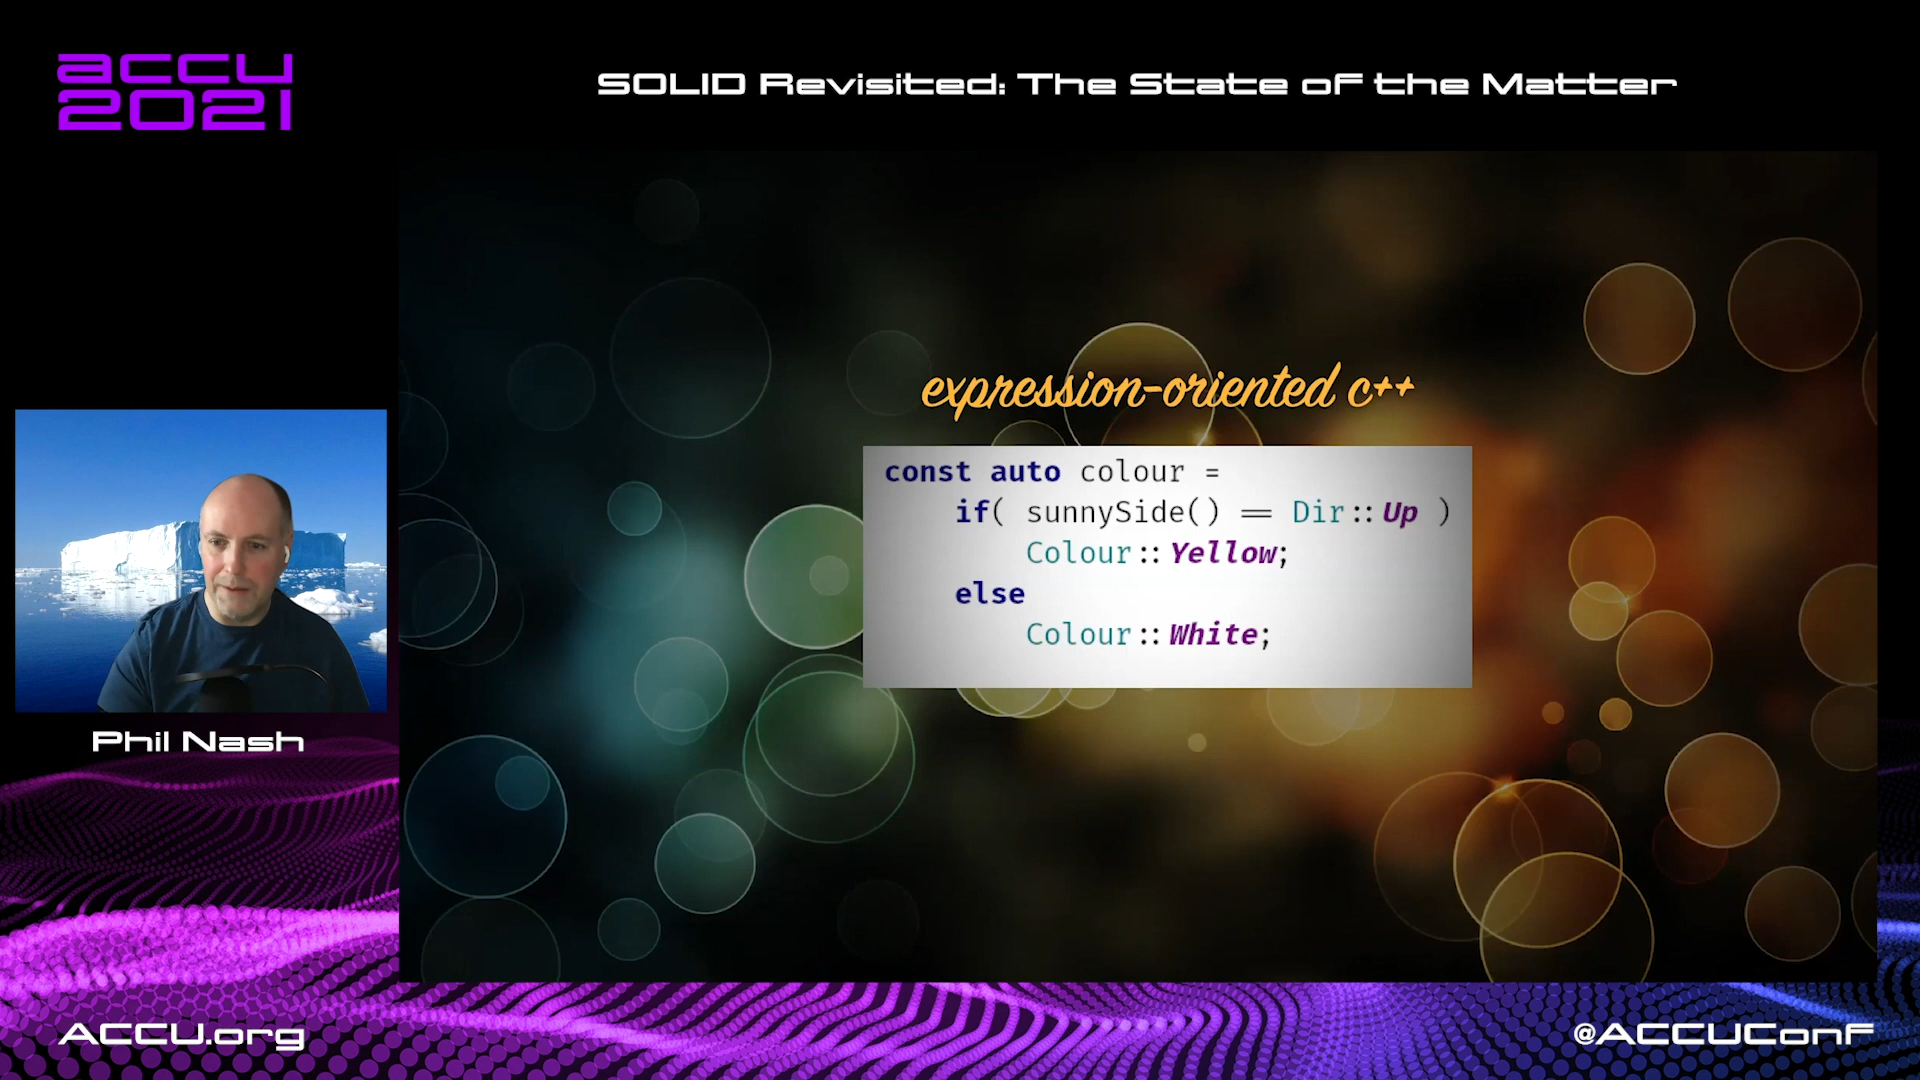 accu
2021
SOLID Revisited: The State of the Matter
expression-oriented c++
const auto colour =
if( sunnySide() == Dir::Up )
Colour::Yellow;
else
Colour::White;
Phil Nash
ACCU.org
@ACCUConf